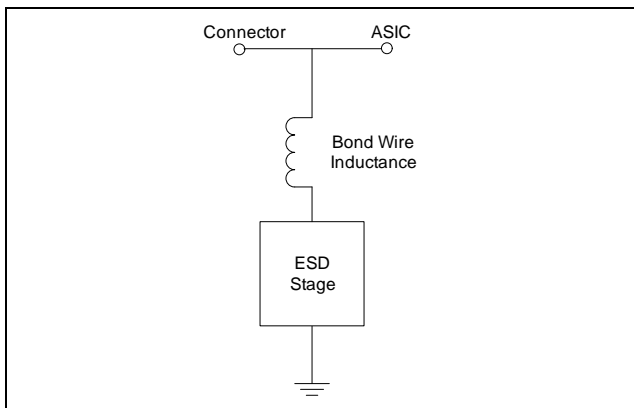 Connector
ASIC
Bond Wire
Inductance
ESD
Stage